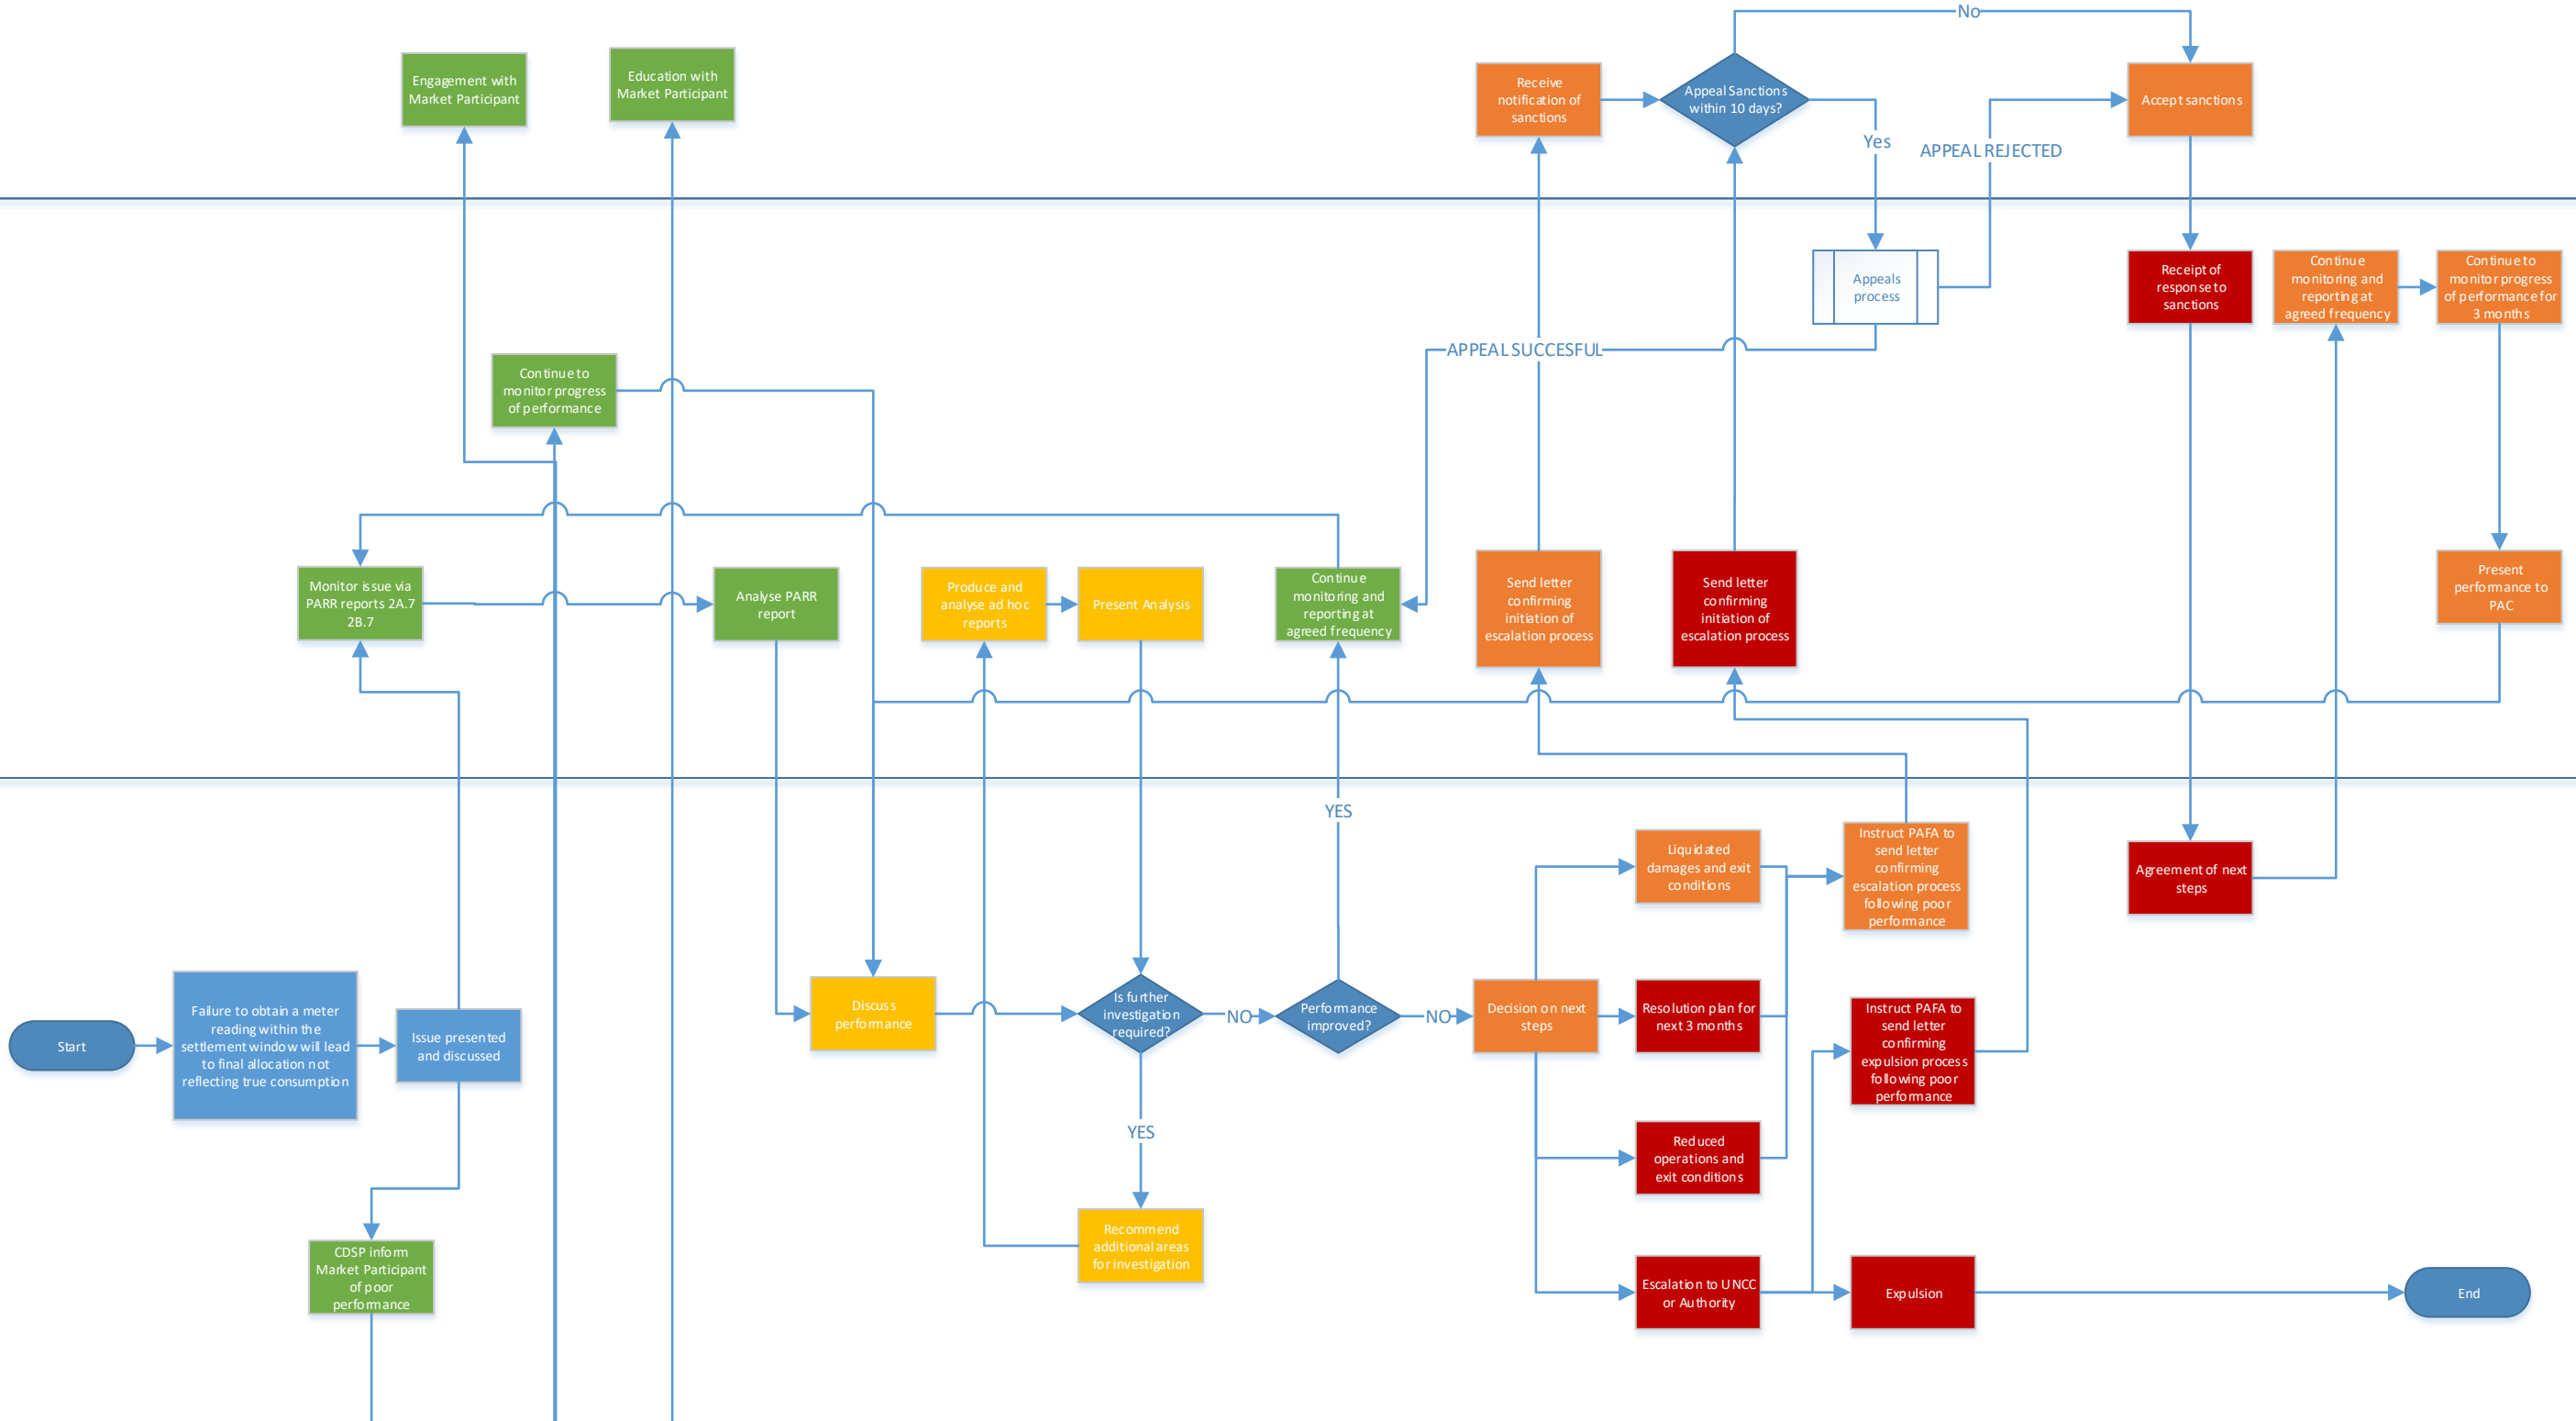 No
Engagement with
Market Participant
Education with
Market Participant
Receive
notification of
sanctions
Appeal Sanctions
within 10 days?
Accept sanctions
Yes
APPEAL REJECTED
Appeals
process
Receipt of
response to
sanctions
Continue
monitoring and
reporting at
agreed frequency
Continue to
monitor progress
of performance for
3 months
APPEAL SUCCESFUL
Continue to
monitor progress
of performance
Monitor issue via
PARR reports 2A.7
2B.7
Analyse PARR
report
Produce and
analyse ad hoc
reports
Present Analysis
Continue
monitoring and
reporting at
agreed frequency
Send letter
confirming
initiation of
escalation process
Send letter
confirming
initiation of
escalation process
Present
performance to
PAC
YES
Liquidated
damages and exit
conditions
Instruct PAFA to
send letter
confirming
escalation process
following poor
performance
Agreement of next
steps
Start
Failure to obtain a meter
reading within the
settlement window will lead
to final allocation not
reflecting true consumption
Issue presented
and discussed
Discuss
performance
Is further
investigation
required?
NO
Performance
improved?
NO
Decision on next
steps
Resolution plan for
next 3 months
Instruct PAFA to
send letter
confirming
expulsion process
following poor
performance
YES
Reduced
operations and
exit conditions
Recommend
additional areas
for investigation
CDSP inform
Market Participant
of poor
performance
Escalation to UNCC
or Authority
Expulsion
End